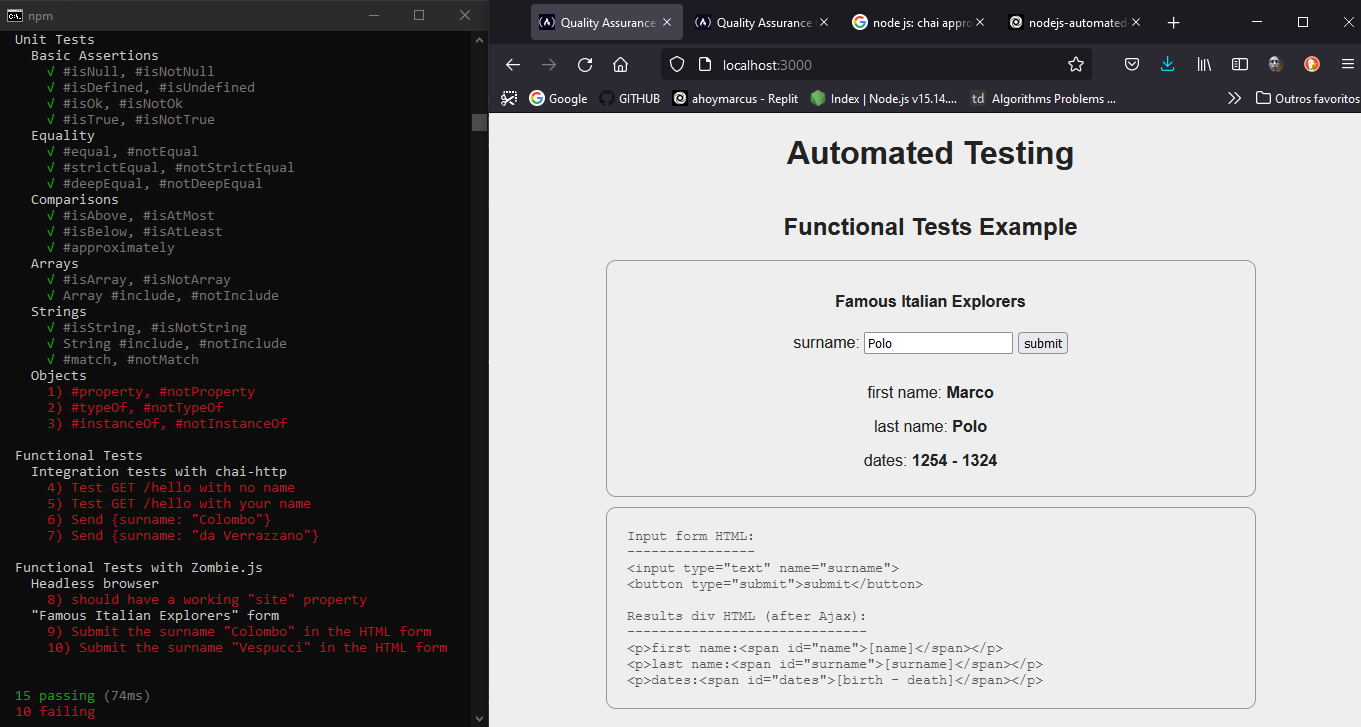 npm
Unit Tests
Basic Assertions
√ #isNull, #isNotNull
√ #isDefined, #isUndefined
√ #isOk, #isNotOk
√ #isTrue, #isNotTrue
Equality
√ #equal, #notEqual
√ #strictEqual, #notStrictEqual
√ #deepEqual, #notDeepEqual
Comparisons
√ #isAbove, #isAtMost
√ #isBelow, #isAtLeast
√ #approximately
Arrays
√ #isArray, #isNotArray
√ Array #include, #notInclude
Strings
√ #isString, #isNotString
√ String #include, #notInclude
√ #match, #notMatch
Objects
1) #property, #notProperty
2) #typeOf, #notTypeOf
3) #instanceOf, #notInstanceOf
Functional Tests
Integration tests with chai-http
4) Test GET /hello with no name
5) Test GET /hello with your name
6) Send {surname: "Colombo"}
7) Send {surname: "da Verrazzano"}
Functional Tests with Zombie.js
Headless browser
8) should have a working "site" property
"Famous Italian Explorers" form
9) Submit the surname "Colombo" in the HTML form
10) Submit the surname "Vespucci" in the HTML form
15 passing (74ms)
10 failing
Quality Assurance Quality Assurance node js: chai appro nodejs-automated
localhost:3000
Google GITHUB ahoymarcus - Replit Index | Node.js v15.14.... td Algorithms Problems ... Outros favoritos
Automated Testing
Functional Tests Example
Famous Italian Explorers
surname: Polo submit
first name: Marco
last name: Polo
dates: 1254 - 1324
Input form HTML:
----------------
<input type="text" name="surname">
<button type="submit">submit</button>
Results div HTML (after Ajax):
------------------------------
<p>first name:<span id="name">[name]</span></p>
<p>last name:<span id="surname">[surname]</span></p>
<p>dates:<span id="dates">[birth - death]</span></p>